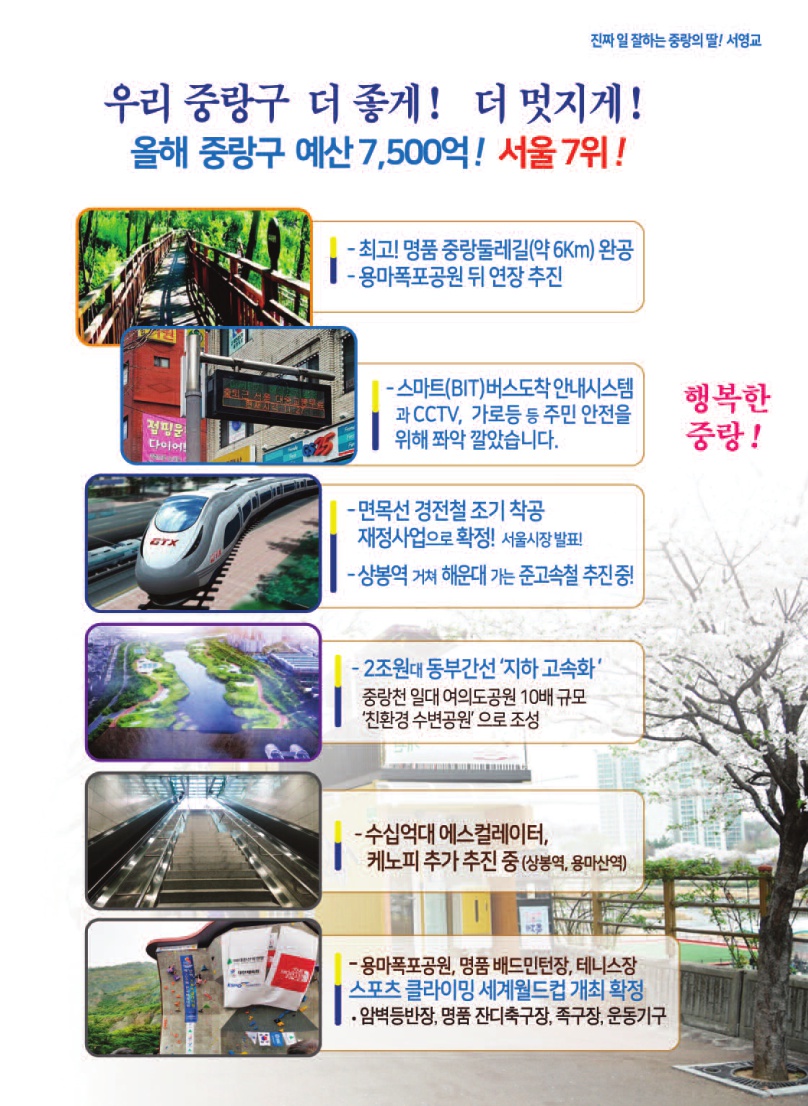 진짜 일 잘하는 중랑의 딸! 서영교
우리 중랑구 더 좋게! 더 멋지게!
올해 중랑구 예산 7,500억! 서울 7위!
- 최고! 명품 중랑둘레길(약 6Km) 완공
- 용마폭포공원 뒤 연장 추진
- 스마트(BIT)버스도착 안내시스템
과 CCTV, 가로등 등 주민 안전을
위해 쫘악 깔았습니다.
행복한
중랑!
점핑운
다이어
25
- 면목선 경전철 조기 착공
재정사업으로 확정! 서울시장 발표!
- 상봉역 거쳐 해운대 가는 준고속철 추진 중!
GTX
- 2조원대 동부간선 '지하 고속화'
중랑천 일대 여의도공원 10배 규모
'친환경 수변공원' 으로 조성
- 수십억대 에스컬레이터,
케노피 추가 추진 중 (상봉역, 용마산역)
- 용마폭포공원, 명품 배드민턴장, 테니스장
스포츠 클라이밍 세계월드컵 개최 확정
• 암벽등반장, 명품 잔디축구장, 족구장, 운동기구